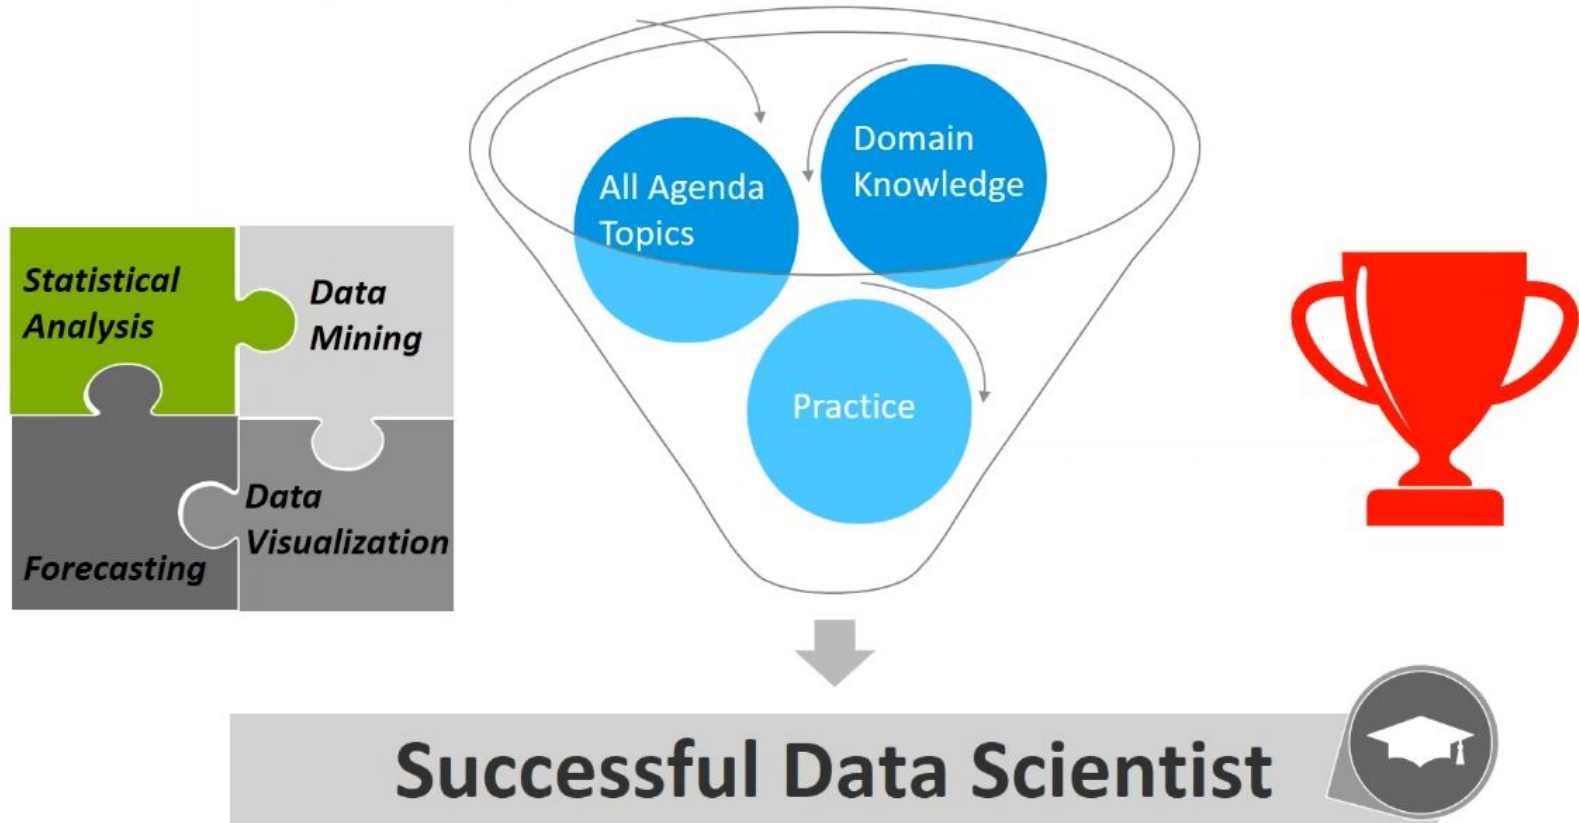 Statistical
Analysis
Data
Mining
Forecasting
Data
Visualization
All Agenda
Topics
Domain
Knowledge
Practice
Successful Data Scientist